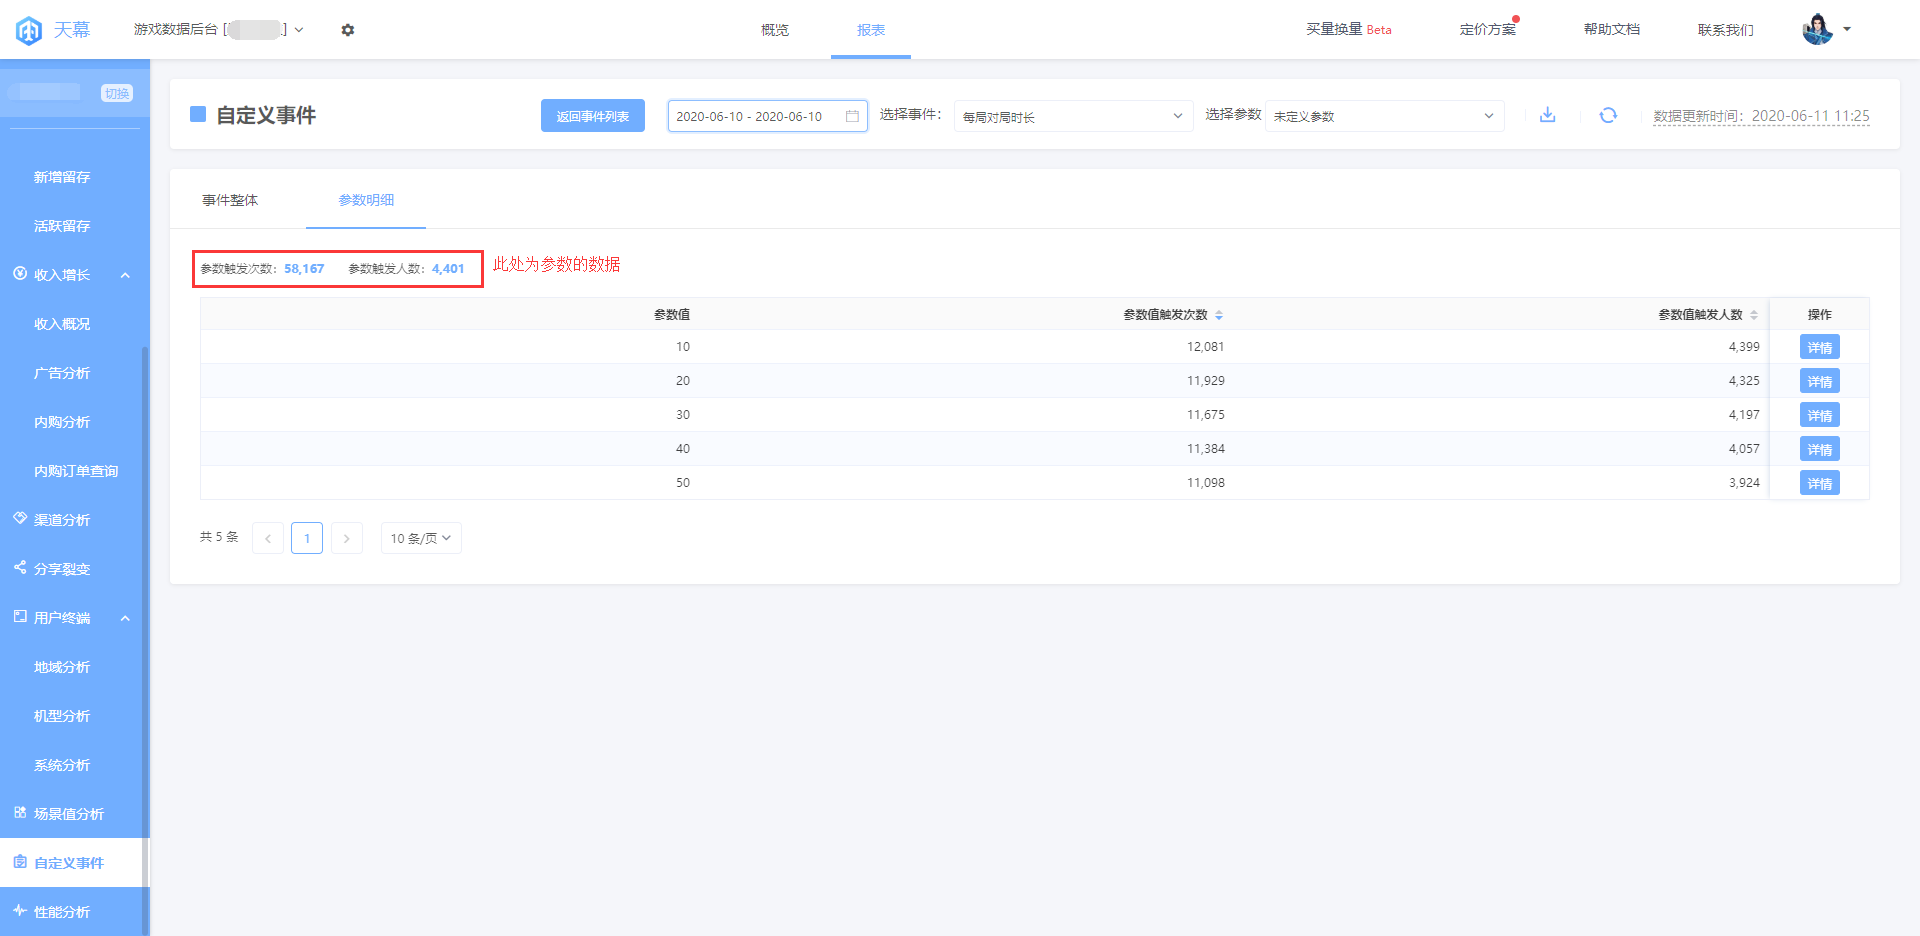 天幕
游戏数据后台 [ ]
概览
报表
买量换量 Beta
定价方案
帮助文档
联系我们
切换
新增留存
活跃留存
收入增长
收入概况
广告分析
内购分析
内购订单查询
渠道分析
分享裂变
用户终端
地域分析
机型分析
系统分析
场景值分析
自定义事件
性能分析
自定义事件
返回事件列表
2020-06-10 - 2020-06-10
选择事件：
每局对局时长
选择参数
未定义参数
数据更新时间：2020-06-11 11:25
事件整体
参数明细
参数触发次数：58,167 参数触发人数：4,401
此处为参数的数据
参数值 参数值触发次数 参数值触发人数 操作
10 12,081 4,399 详情
20 11,929 4,325 详情
30 11,675 4,197 详情
40 11,384 4,057 详情
50 11,098 3,924 详情
共 5 条 < 1 > 10 条/页